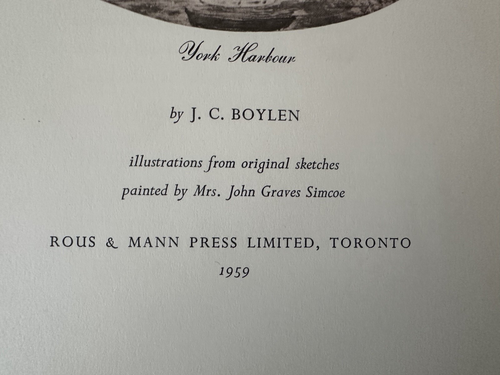 York Harbour
by J. C. BOYLEN
illustrations from original sketches
painted by Mrs. John Graves Simcoe
ROUS & MANN PRESS LIMITED, TORONTO
1959